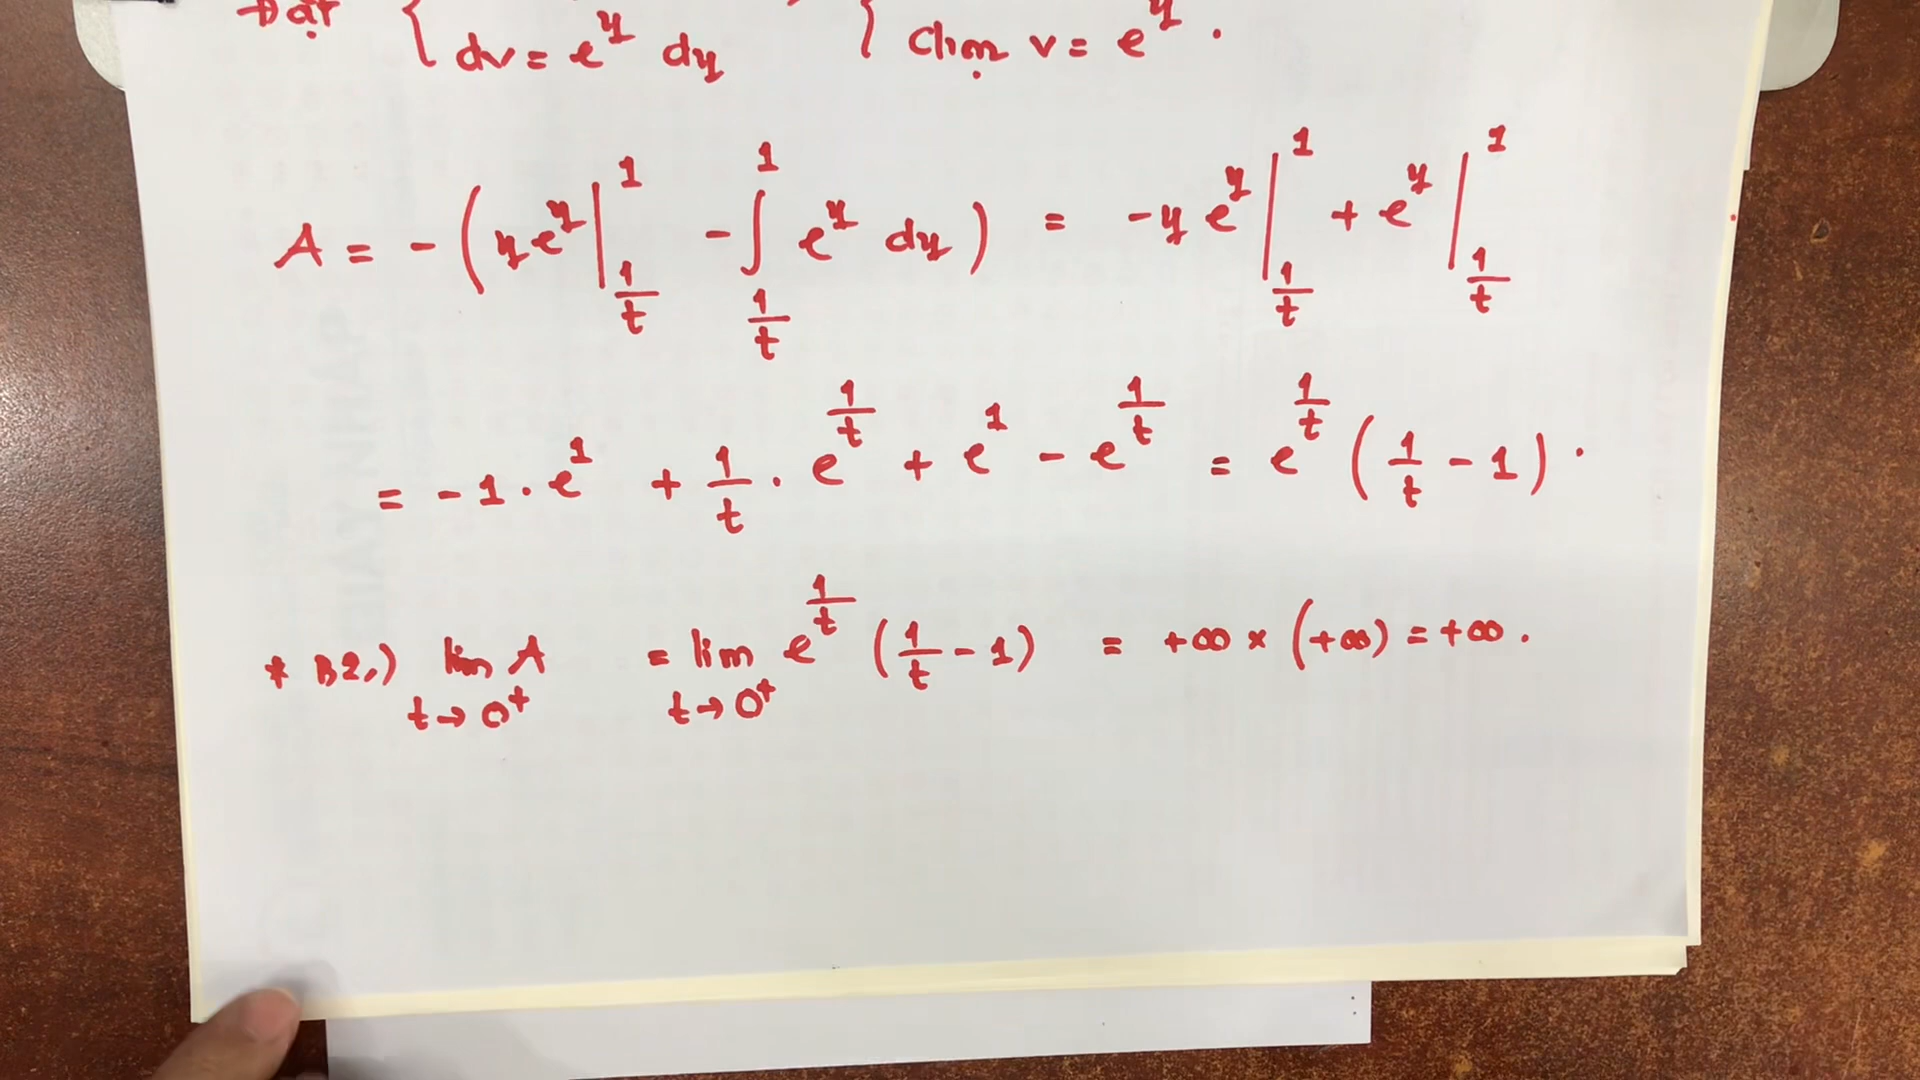 Đặt { dv = e^y dy } { Chọn v = e^y .
A = - ( y e^y |_{1/t}^{1} - ∫_{1/t}^{1} e^y dy ) = - y e^y |_{1/t}^{1} + e^y |_{1/t}^{1}
= - 1 . e^1 + 1/t . e^{1/t} + e^1 - e^{1/t} = e^{1/t} ( 1/t - 1 ) .
* B2,) lim_{t→0^+} A = lim_{t→0^+} e^{1/t} ( 1/t - 1 ) = +∞ × (+∞) = +∞ .